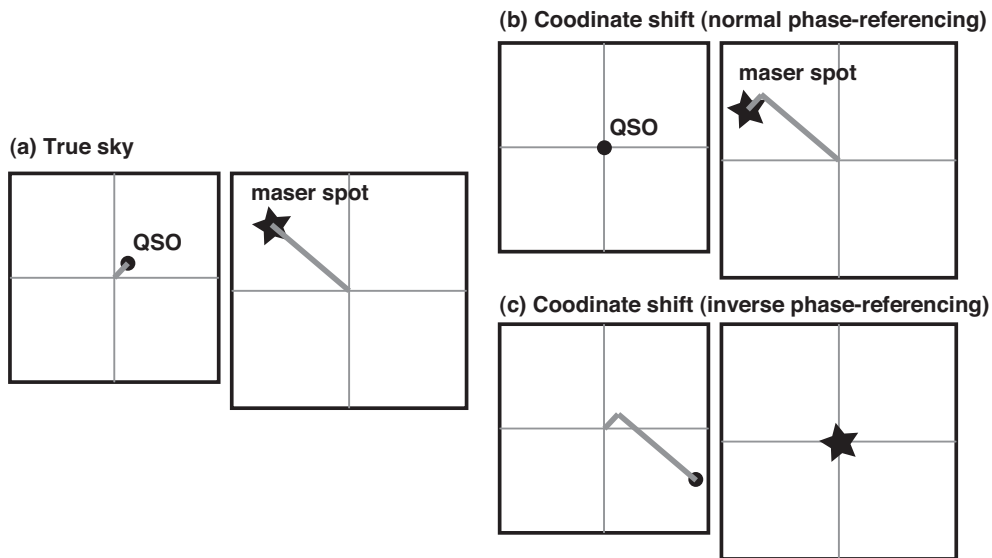 (a) True sky
QSO
maser spot
(b) Coodinate shift (normal phase-referencing)
QSO
maser spot
(c) Coodinate shift (inverse phase-referencing)